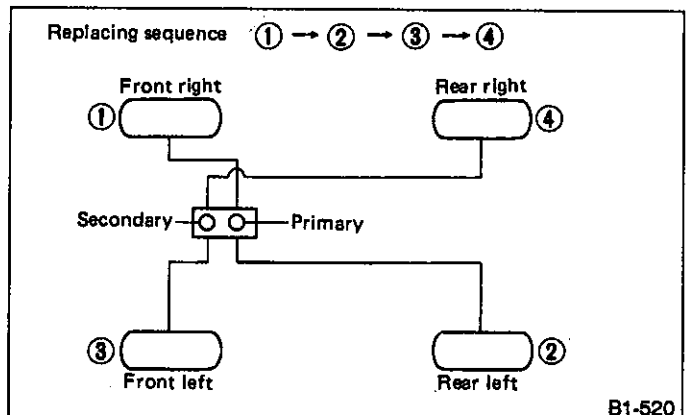 Replacing sequence ① → ② → ③ → ④
Front right
Rear right
①
④
Secondary
Primary
③
②
Front left
Rear left
B1-520